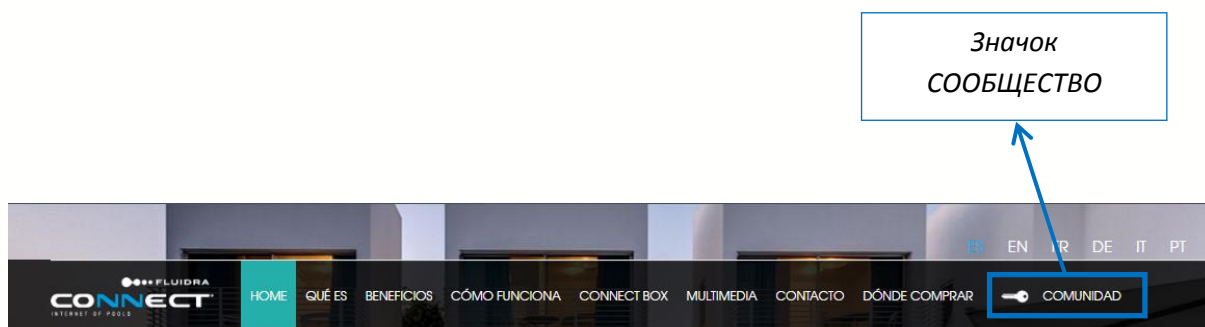 Значок
СООБЩЕСТВО
ES EN FR DE IT PT
FLUIDRA
CONNECT
INTERNET OF POOLS
HOME QUÉ ES BENEFICIOS CÓMO FUNCIONA CONNECT BOX MULTIMEDIA CONTACTO DÓNDE COMPRAR COMUNIDAD